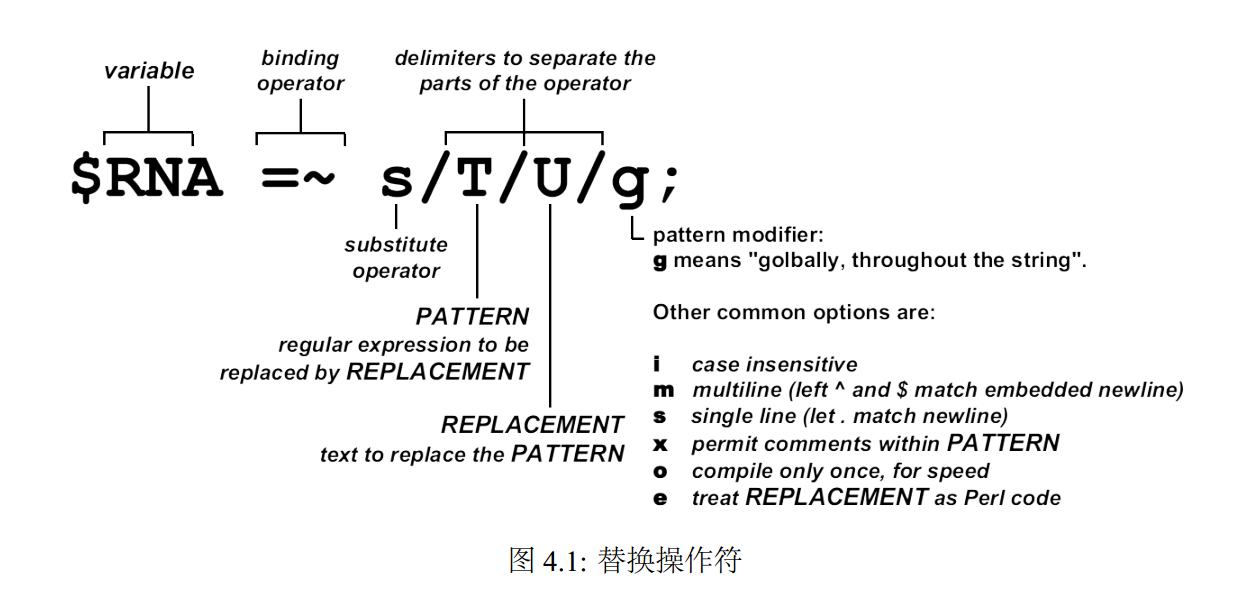 variable
binding
operator
delimiters to separate the
parts of the operator
$RNA =~ s/T/U/g;
substitute
operator
pattern modifier:
g means "golbally, throughout the string".
PATTERN
regular expression to be
replaced by REPLACEMENT
REPLACEMENT
text to replace the PATTERN
Other common options are:
i case insensitive
m multiline (left ^ and $ match embedded newline)
s single line (let . match newline)
x permit comments within PATTERN
o compile only once, for speed
e treat REPLACEMENT as Perl code
图 4.1: 替换操作符